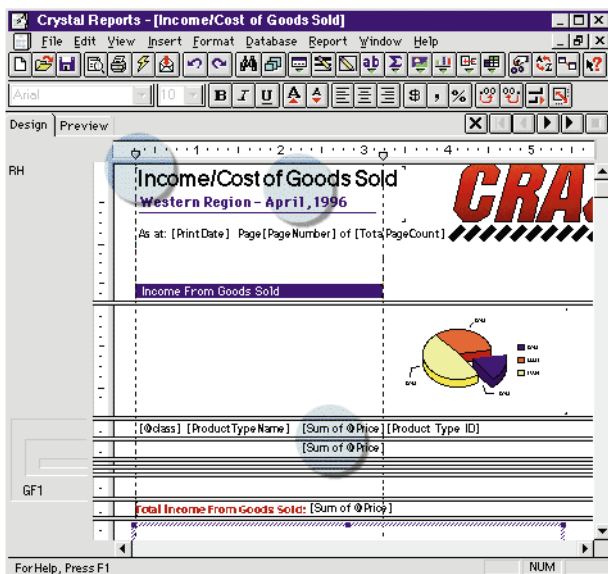 Crystal Reports - [Income/Cost of Goods Sold]
File Edit View Insert Format Database Report Window Help
Arial 10 B I U A A $ , %
Design Preview
1 2 3 4 5
RH
Income/Cost of Goods Sold
Western Region - April, 1996
CRA
As at: [PrintDate] Page[PageNumber] of [TotaPageCount]
Income From Goods Sold
[@class] [ProductTypeName] [Sum of @Price] [Product Type ID]
[Sum of @Price]
GF1
Total Income From Goods Sold: [Sum of @Price]
For Help, Press F1 NUM